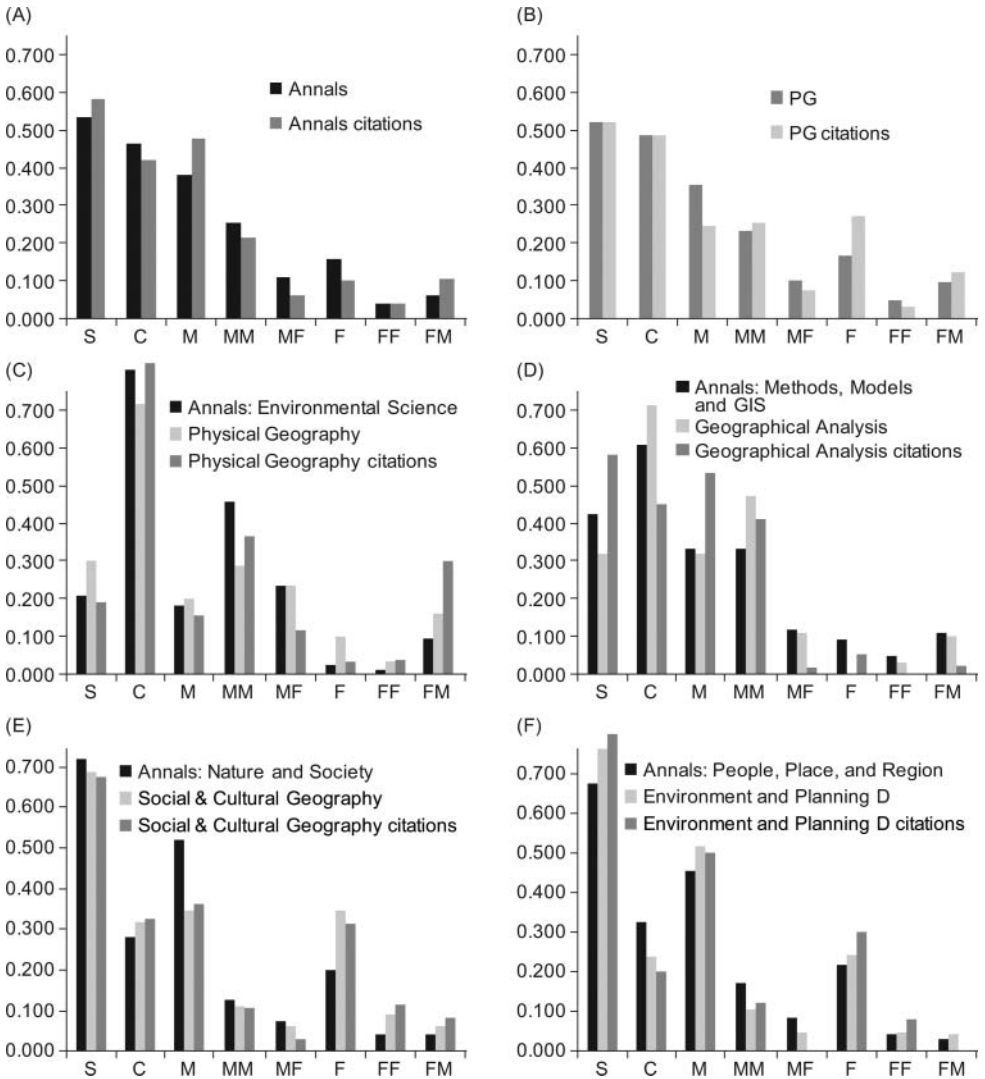 (A)
0.700
0.600
0.500
0.400
0.300
0.200
0.100
0.000
Annals
Annals citations
S C M MM MF F FF FM
(B)
0.700
0.600
0.500
0.400
0.300
0.200
0.100
0.000
PG
PG citations
S C M MM MF F FF FM
(C)
0.700
0.600
0.500
0.400
0.300
0.200
0.100
0.000
Annals: Environmental Science
Physical Geography
Physical Geography citations
S C M MM MF F FF FM
(D)
0.700
0.600
0.500
0.400
0.300
0.200
0.100
0.000
Annals: Methods, Models
and GIS
Geographical Analysis
Geographical Analysis citations
S C M MM MF F FF FM
(E)
0.700
0.600
0.500
0.400
0.300
0.200
0.100
0.000
Annals: Nature and Society
Social & Cultural Geography
Social & Cultural Geography citations
S C M MM MF F FF FM
(F)
0.700
0.600
0.500
0.400
0.300
0.200
0.100
0.000
Annals: People, Place, and Region
Environment and Planning D
Environment and Planning D citations
S C M MM MF F FF FM